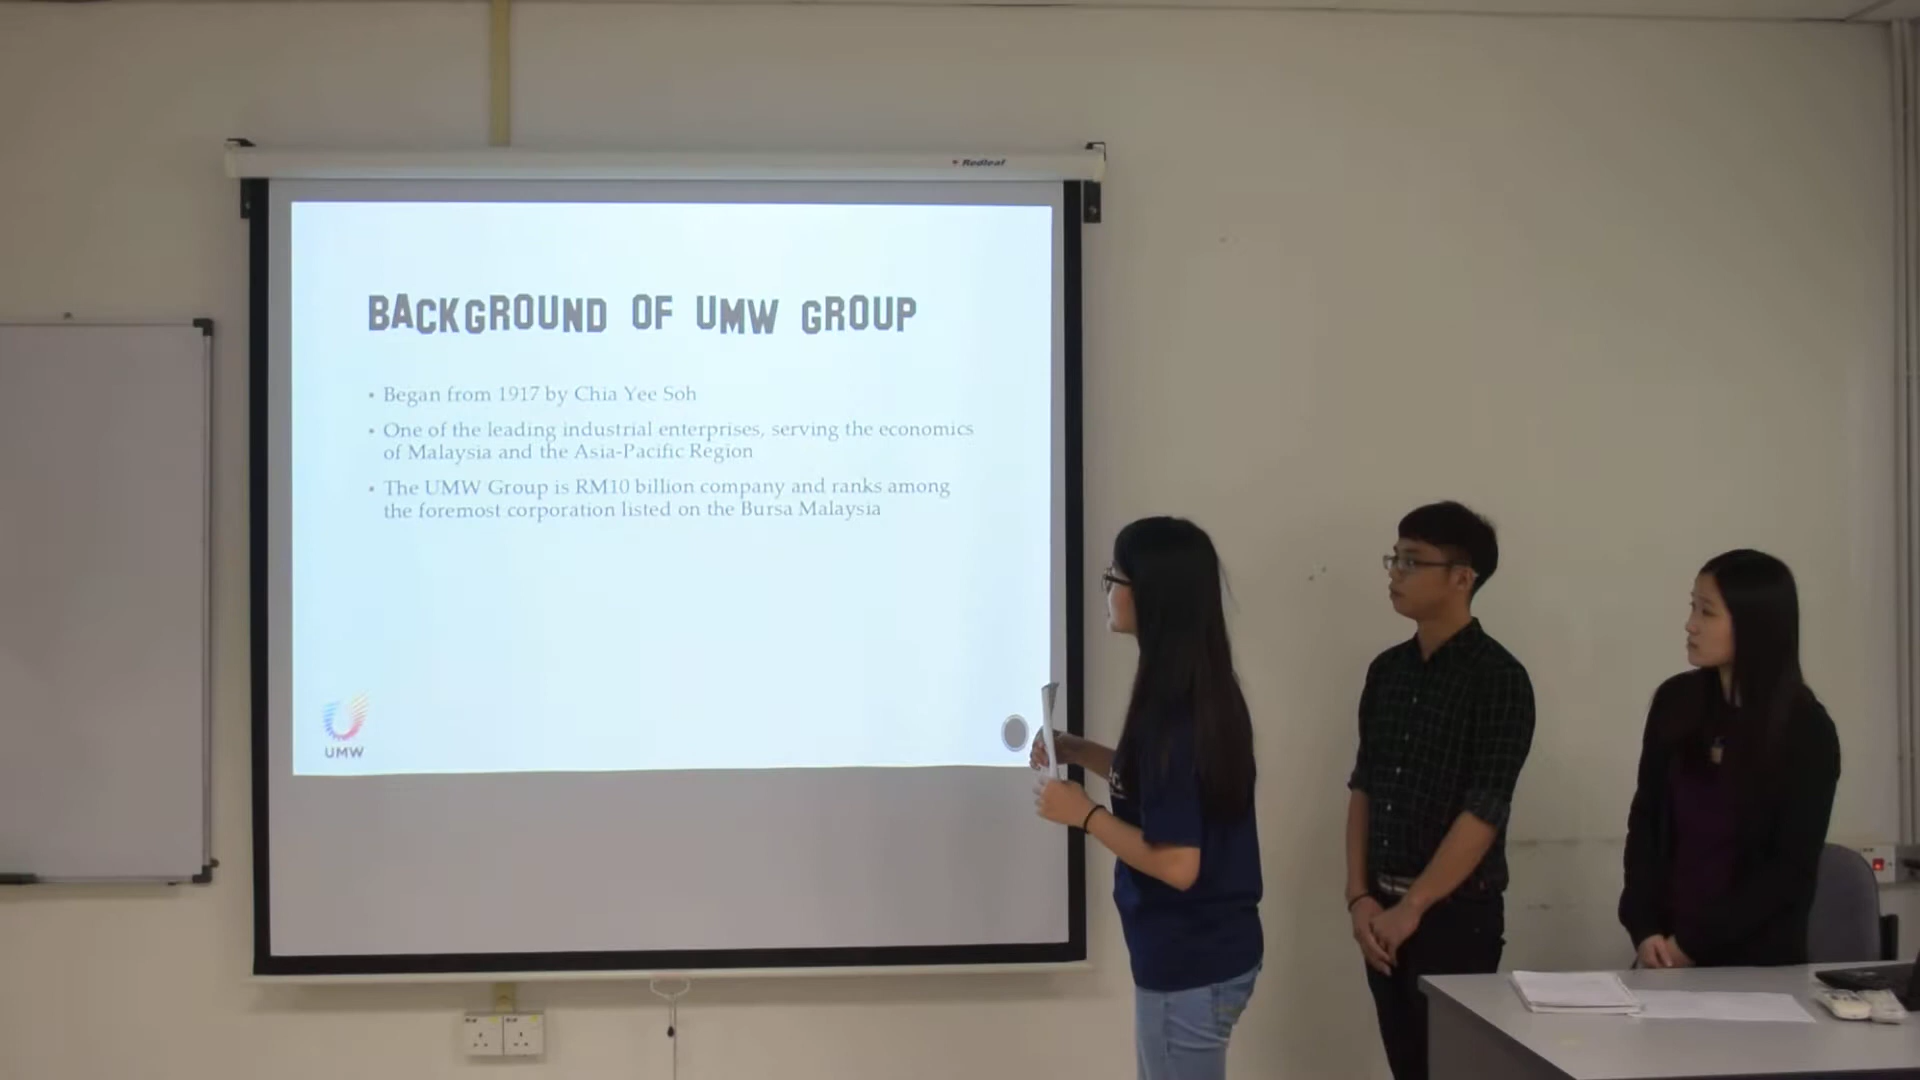 Redleaf
BACKGROUND OF UMW GROUP
• Began from 1917 by Chia Yee Soh
• One of the leading industrial enterprises, serving the economics
of Malaysia and the Asia-Pacific Region
• The UMW Group is RM10 billion company and ranks among
the foremost corporation listed on the Bursa Malaysia
UMW